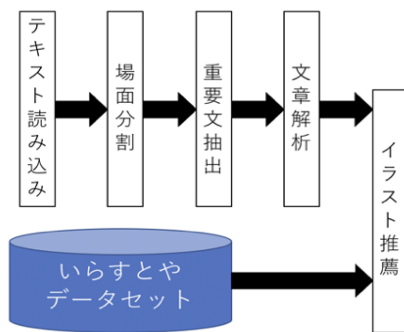 テキスト読み込み
場面分割
重要文抽出
文章解析
イラスト推薦
いらすとや
データセット